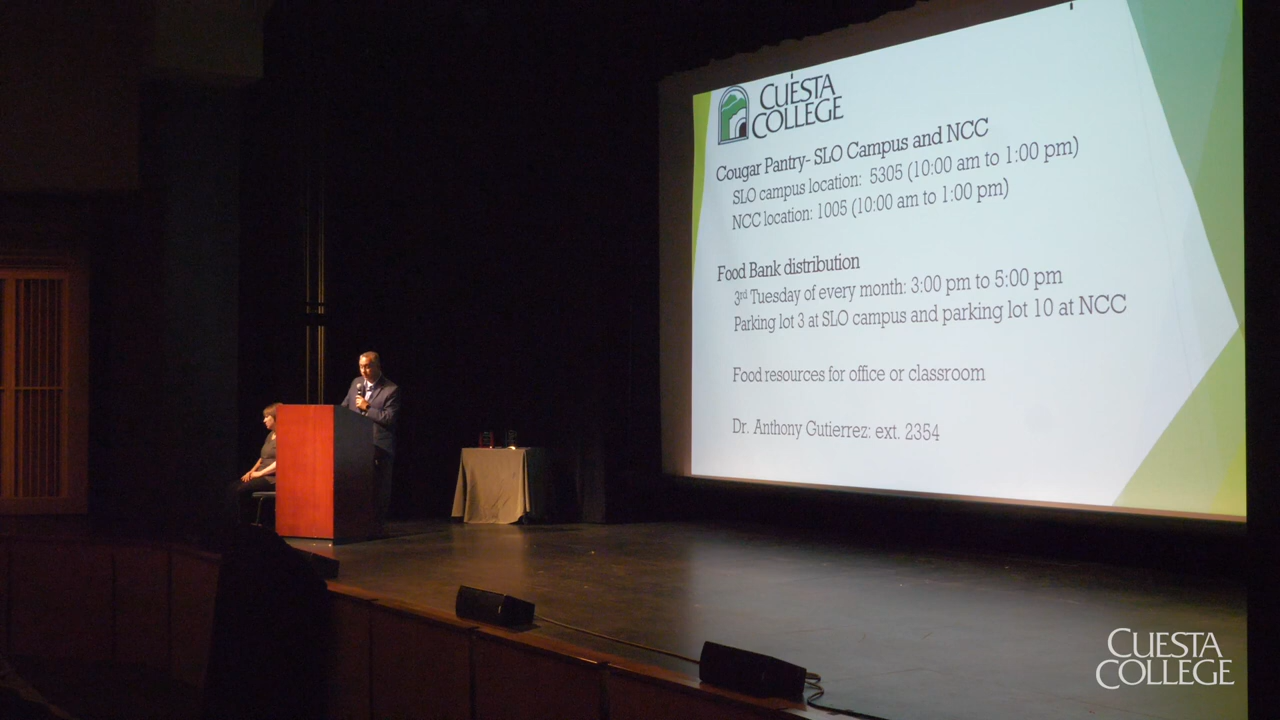 CUESTA
COLLEGE
Cougar Pantry- SLO Campus and NCC
SLO campus location: 5305 (10:00 am to 1:00 pm)
NCC location: 1005 (10:00 am to 1:00 pm)
Food Bank distribution
3rd Tuesday of every month: 3:00 pm to 5:00 pm
Parking lot 3 at SLO campus and parking lot 10 at NCC
Food resources for office or classroom
Dr. Anthony Gutierrez: ext. 2354
CUESTA
COLLEGE